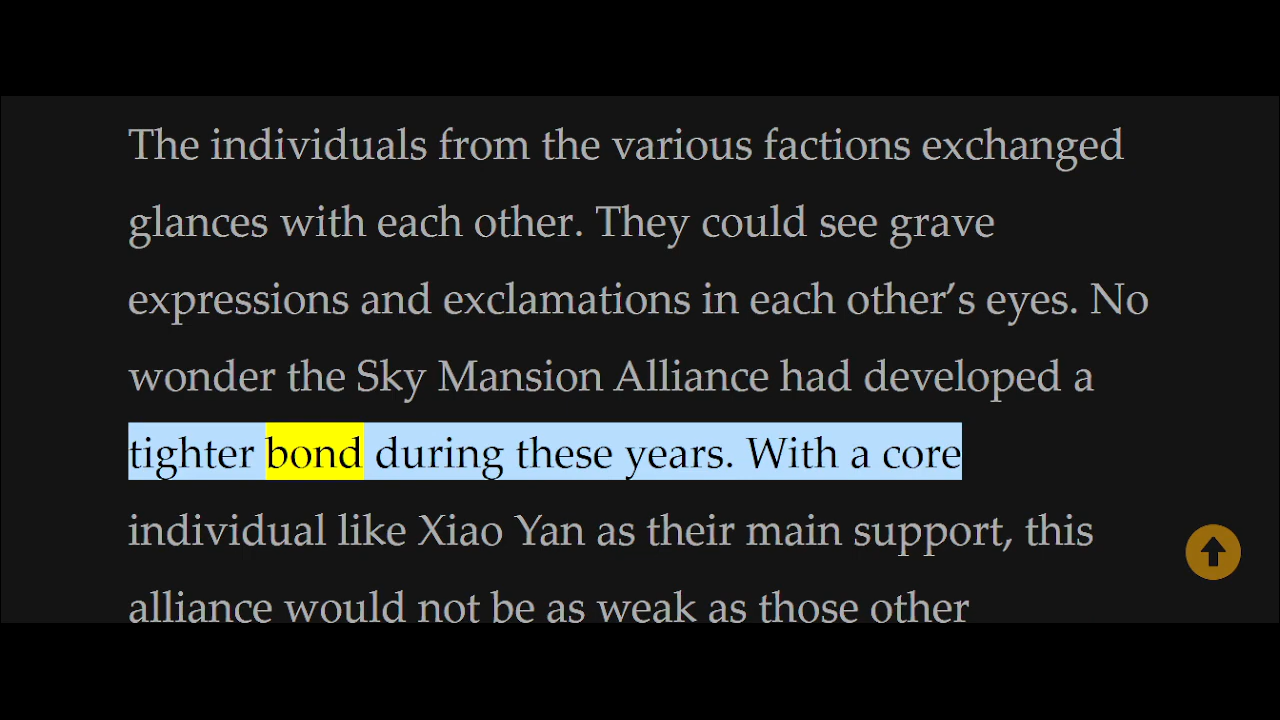 The individuals from the various factions exchanged
glances with each other. They could see grave
expressions and exclamations in each other’s eyes. No
wonder the Sky Mansion Alliance had developed a
tighter bond during these years. With a core
individual like Xiao Yan as their main support, this
alliance would not be as weak as those other